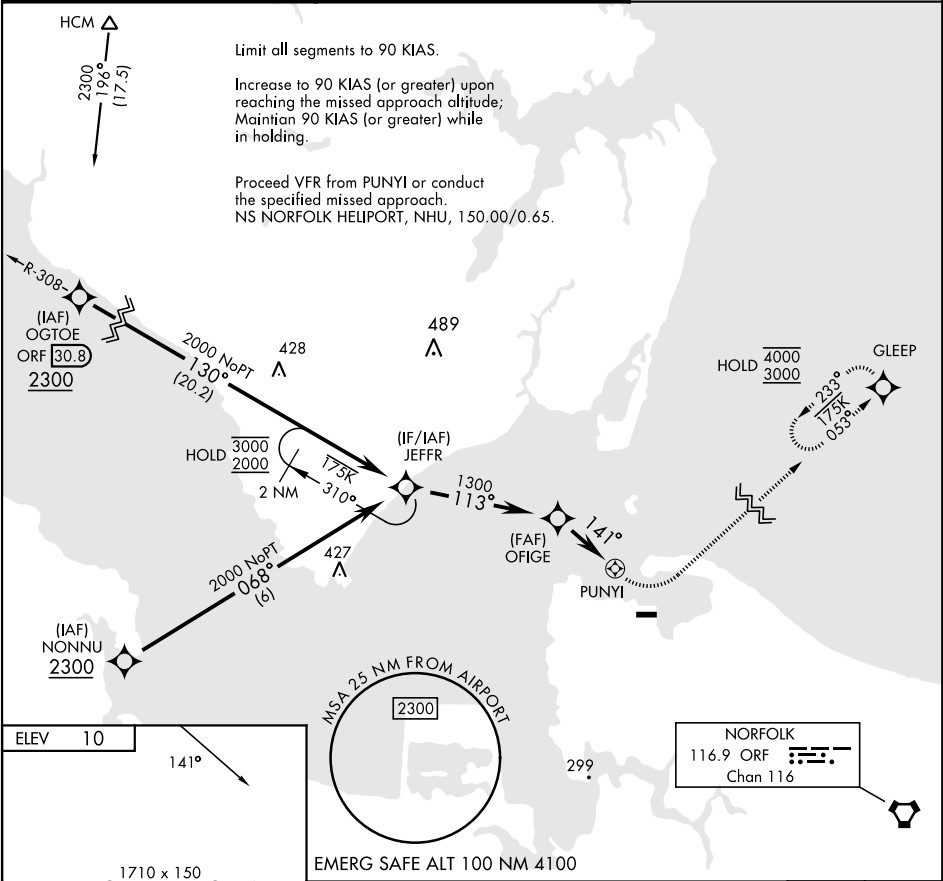 HCM
2300
196°
(17.5)
Limit all segments to 90 KIAS.
Increase to 90 KIAS (or greater) upon
reaching the missed approach altitude;
Maintian 90 KIAS (or greater) while
in holding.
Proceed VFR from PUNYI or conduct
the specified missed approach.
NS NORFOLK HELIPORT, NHU, 150.00/0.65.
R-308
(IAF)
OGTOE
ORF 30.8
2300
2000 NoPT
130°
(20.2)
428
489
HOLD 4000
3000
GLEEP
233°
175K
053°
HOLD 3000
2000
2 NM
175K
310°
(IF/IAF)
JEFFR
1300
113°
(FAF)
OFIGE
141°
PUNYI
427
2000 NoPT
068°
(6)
(IAF)
NONNU
2300
MSA 25 NM FROM AIRPORT
2300
299
NORFOLK
116.9 ORF
Chan 116
ELEV 10
141°
1710 x 150
EMERG SAFE ALT 100 NM 4100